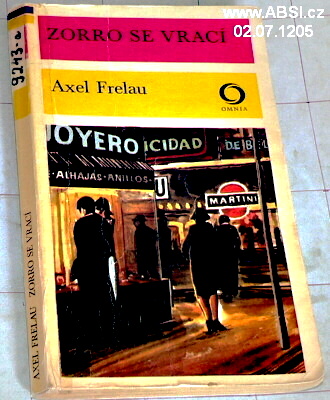 www.ABSI.cz
02.07.1205
ZORRO SE VRACÍ
Axel Frelau
OMNIA
JOYERO
ICIDAD
DE
ALHAJAS-ANILLOS
U
MARTINI
9243-a
AXEL FRELAU ZORRO SE VRACÍ